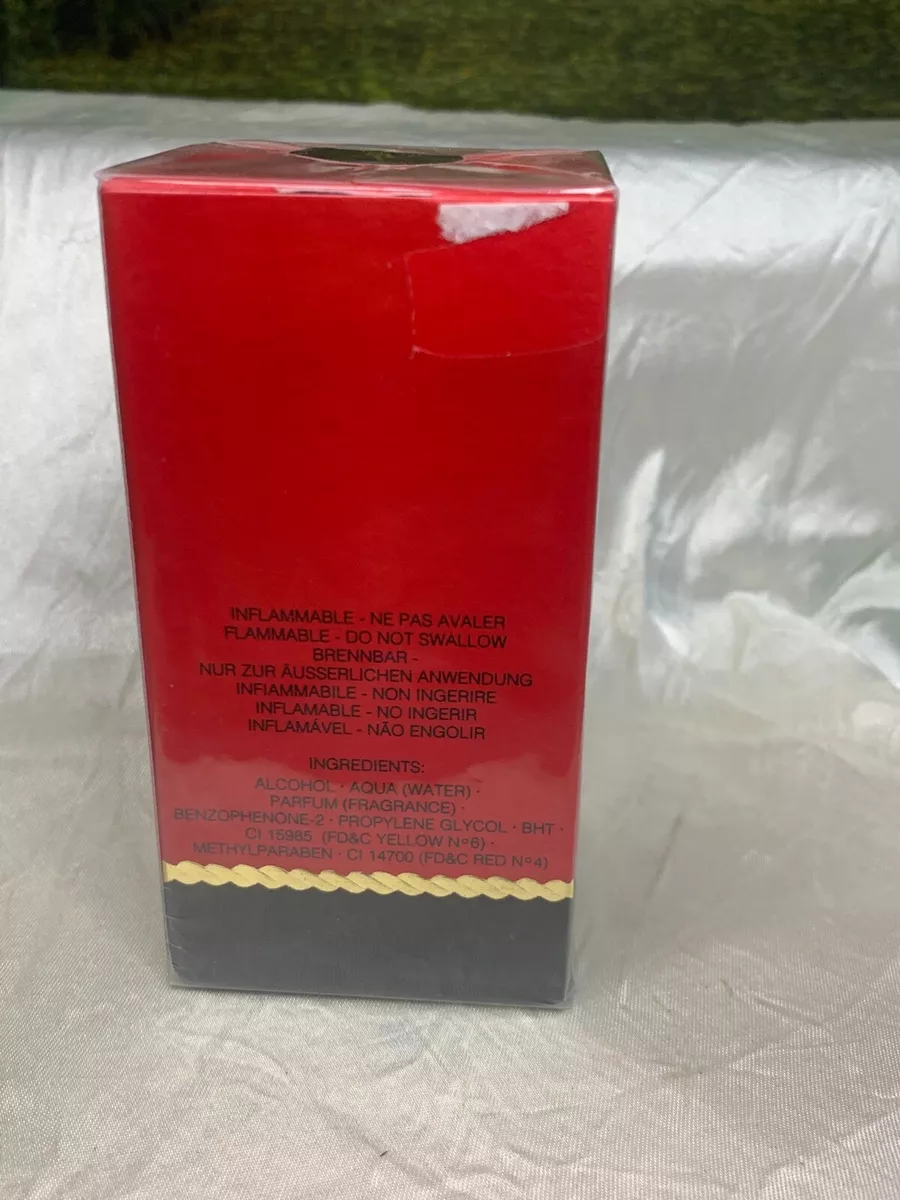 INFLAMMABLE - NE PAS AVALER
FLAMMABLE - DO NOT SWALLOW
BRENNBAR -
NUR ZUR ÄUSSERLICHEN ANWENDUNG
INFIAMMABILE - NON INGERIRE
INFLAMABLE - NO INGERIR
INFLAMÁVEL - NÃO ENGOLIR
INGREDIENTS:
ALCOHOL · AQUA (WATER) ·
PARFUM (FRAGRANCE) ·
BENZOPHENONE-2 · PROPYLENE GLYCOL · BHT ·
CI 15985 (FD&C YELLOW Nº6) ·
METHYLPARABEN · CI 14700 (FD&C RED Nº4)